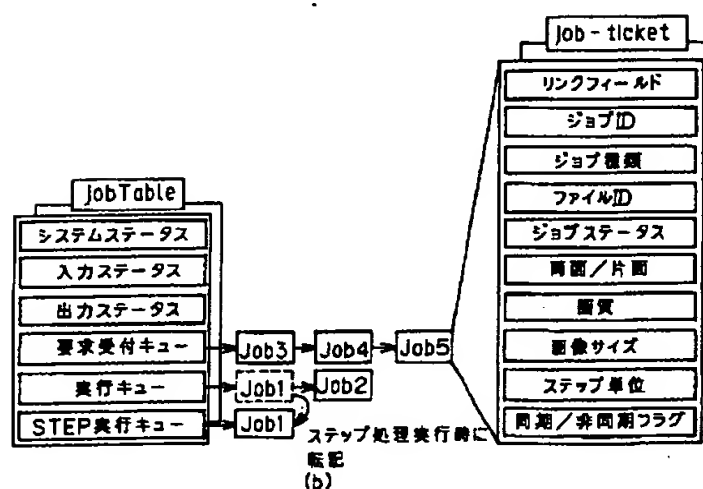 job-ticket
リンクフィールド
ジョブID
ジョブ種類
ファイルID
ジョブステータス
両面/片面
画質
画像サイズ
ステップ単位
同期/非同期フラグ
jobTable
システムステータス
入力ステータス
出力ステータス
要求受付キュー
Job3
Job4
Job5
実行キュー
Job1
Job2
STEP実行キュー
Job1
ステップ処理実行時に
転記
(b)